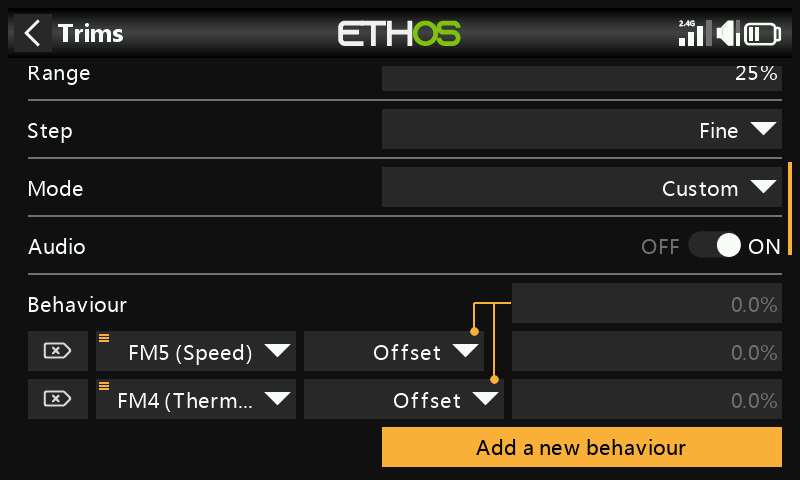 Trims
ETHOS
2.4G
Range 25%
Step Fine
Mode Custom
Audio OFF ON
Behaviour 0.0%
FM5 (Speed) Offset 0.0%
FM4 (Therm... Offset 0.0%
Add a new behaviour